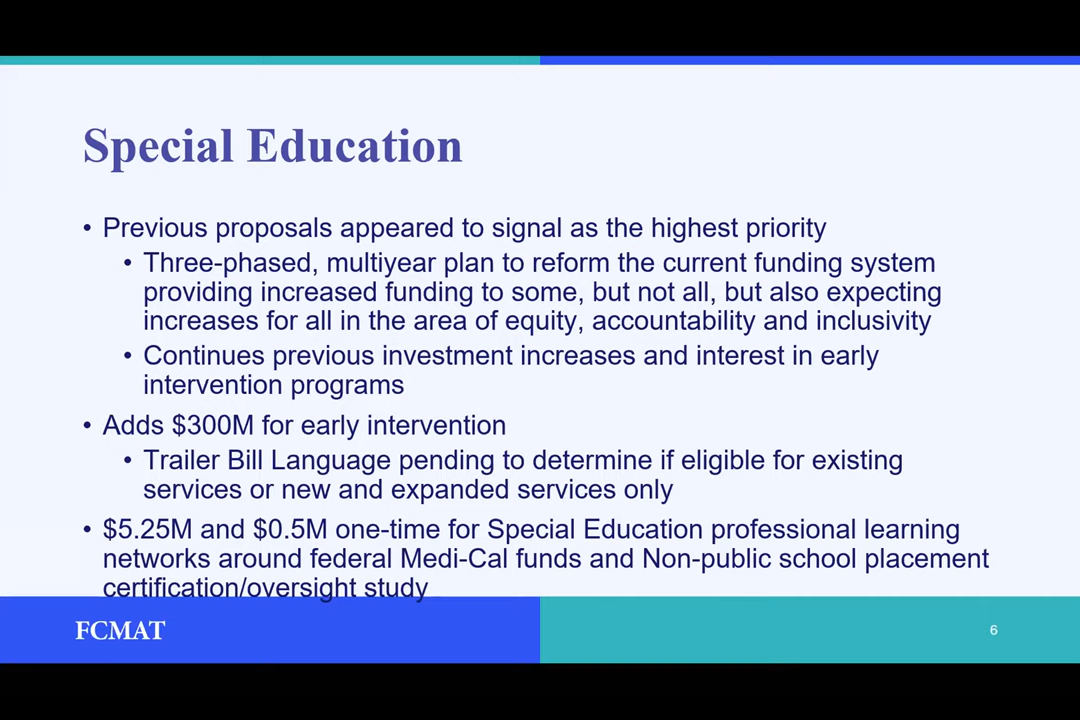 Special Education
• Previous proposals appeared to signal as the highest priority
• Three-phased, multiyear plan to reform the current funding system
providing increased funding to some, but not all, but also expecting
increases for all in the area of equity, accountability and inclusivity
• Continues previous investment increases and interest in early
intervention programs
• Adds $300M for early intervention
• Trailer Bill Language pending to determine if eligible for existing
services or new and expanded services only
• $5.25M and $0.5M one-time for Special Education professional learning
networks around federal Medi-Cal funds and Non-public school placement
certification/oversight study
FCMAT
6